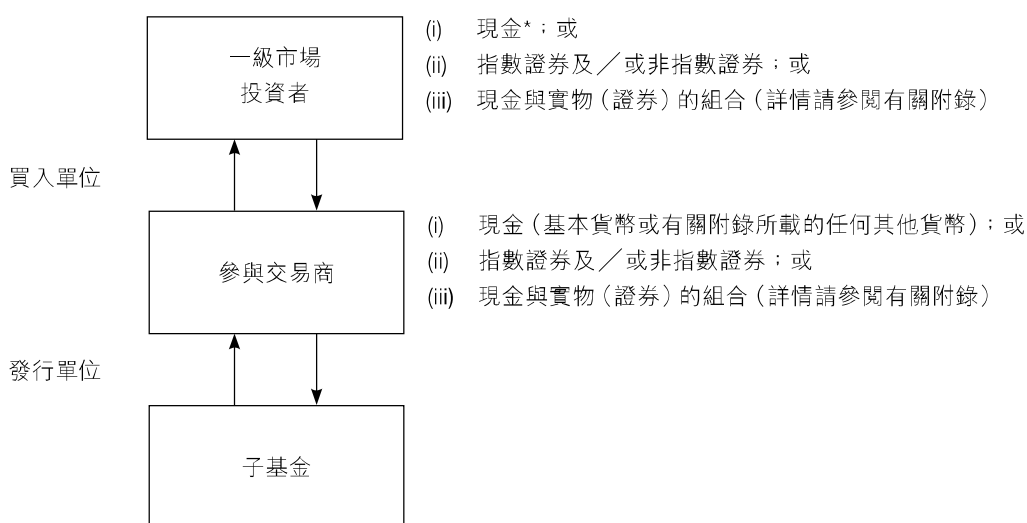 一級市場
投資者
(i) 現金*；或
(ii) 指數證券及／或非指數證券；或
(iii) 現金與實物（證券）的組合（詳情請參閱有關附錄）
買入單位
參與交易商
(i) 現金（基本貨幣或有關附錄所載的任何其他貨幣）；或
(ii) 指數證券及／或非指數證券；或
(iii) 現金與實物（證券）的組合（詳情請參閱有關附錄）
發行單位
子基金